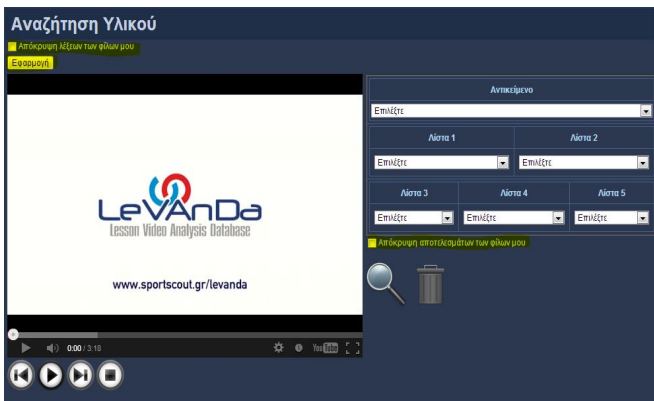 Αναζήτηση Υλικού
Απόκρυψη λέξεων των φίλων μου
Εφαρμογή
LeVAnDa
Lesson Video Analysis Database
www.sportscout.gr/levanda
0:00 / 3:18
YouTube
Αντικείμενο
Επιλέξτε
Λίστα 1 Λίστα 2
Επιλέξτε Επιλέξτε
Λίστα 3 Λίστα 4 Λίστα 5
Επιλέξτε Επιλέξτε Επιλέξτε
Απόκρυψη αποτελεσμάτων των φίλων μου